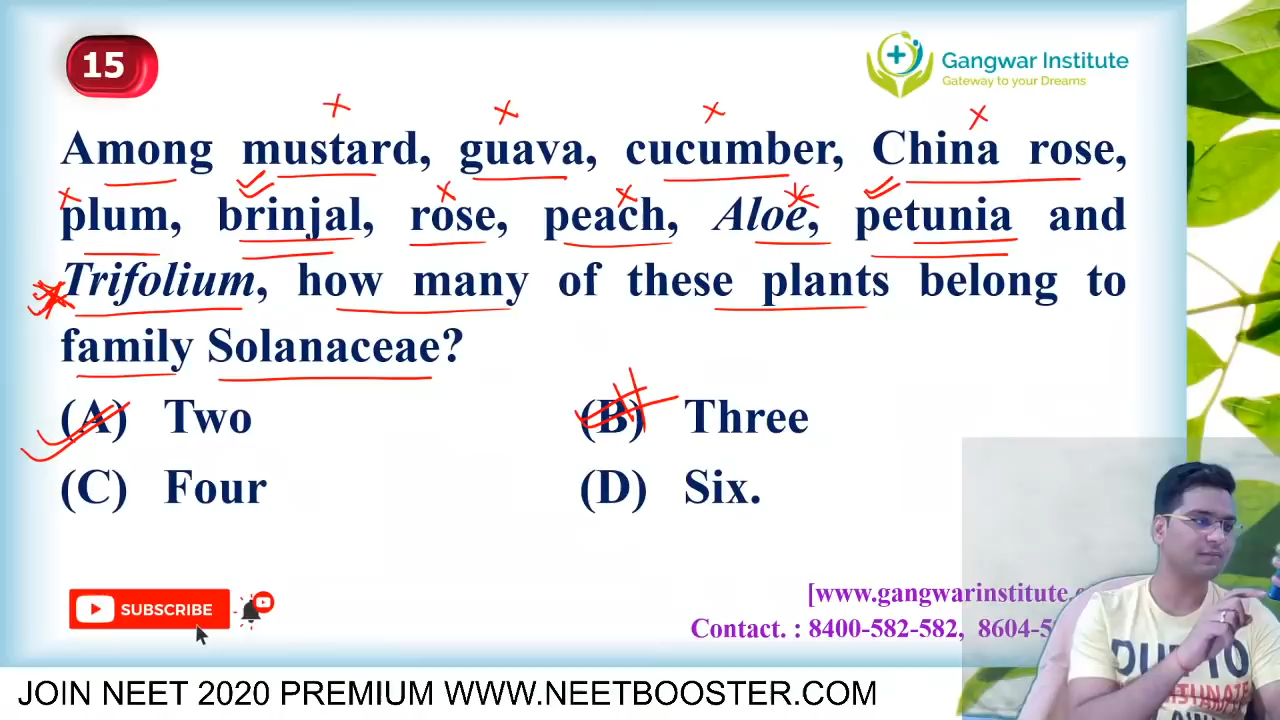 15
Gangwar Institute
Gateway to your Dreams
Among mustard, guava, cucumber, China rose,
plum, brinjal, rose, peach, Aloe, petunia and
Trifolium, how many of these plants belong to
family Solanaceae?
(A) Two (B) Three
(C) Four (D) Six.
SUBSCRIBE
[www.gangwarinstitute.
Contact. : 8400-582-582, 8604-5
DUE TO
JOIN NEET 2020 PREMIUM WWW.NEETBOOSTER.COM